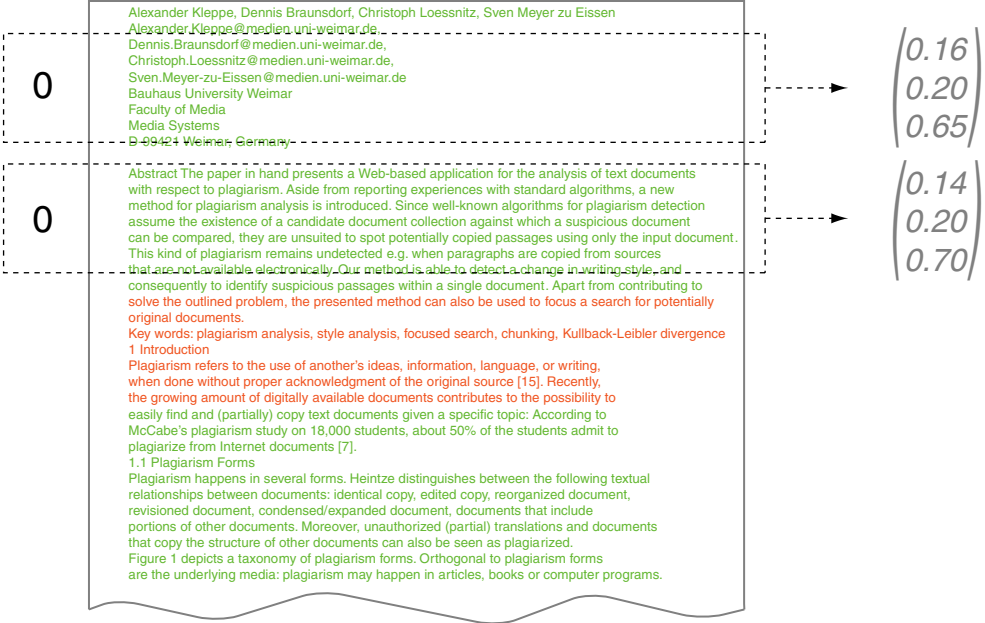 Alexander Kleppe, Dennis Braunsdorf, Christoph Loessnitz, Sven Meyer zu Eissen
Alexander.Kleppe@medien.uni-weimar.de,
Dennis.Braunsdorf@medien.uni-weimar.de,
Christoph.Loessnitz@medien.uni-weimar.de,
Sven.Meyer-zu-Eissen@medien.uni-weimar.de
Bauhaus University Weimar
Faculty of Media
Media Systems
D-99421 Weimar, Germany
0
0.16
0.20
0.65
Abstract The paper in hand presents a Web-based application for the analysis of text documents
with respect to plagiarism. Aside from reporting experiences with standard algorithms, a new
method for plagiarism analysis is introduced. Since well-known algorithms for plagiarism detection
assume the existence of a candidate document collection against which a suspicious document
can be compared, they are unsuited to spot potentially copied passages using only the input document.
This kind of plagiarism remains undetected e.g. when paragraphs are copied from sources
that are not available electronically. Our method is able to detect a change in writing style, and
consequently to identify suspicious passages within a single document. Apart from contributing to
solve the outlined problem, the presented method can also be used to focus a search for potentially
original documents.
0
0.14
0.20
0.70
Key words: plagiarism analysis, style analysis, focused search, chunking, Kullback-Leibler divergence
1 Introduction
Plagiarism refers to the use of another's ideas, information, language, or writing,
when done without proper acknowledgment of the original source [15]. Recently,
the growing amount of digitally available documents contributes to the possibility to
easily find and (partially) copy text documents given a specific topic: According to
McCabe's plagiarism study on 18,000 students, about 50% of the students admit to
plagiarize from Internet documents [7].
1.1 Plagiarism Forms
Plagiarism happens in several forms. Heintze distinguishes between the following textual
relationships between documents: identical copy, edited copy, reorganized document,
revisioned document, condensed/expanded document, documents that include
portions of other documents. Moreover, unauthorized (partial) translations and documents
that copy the structure of other documents can also be seen as plagiarized.
Figure 1 depicts a taxonomy of plagiarism forms. Orthogonal to plagiarism forms
are the underlying media: plagiarism may happen in articles, books or computer programs.